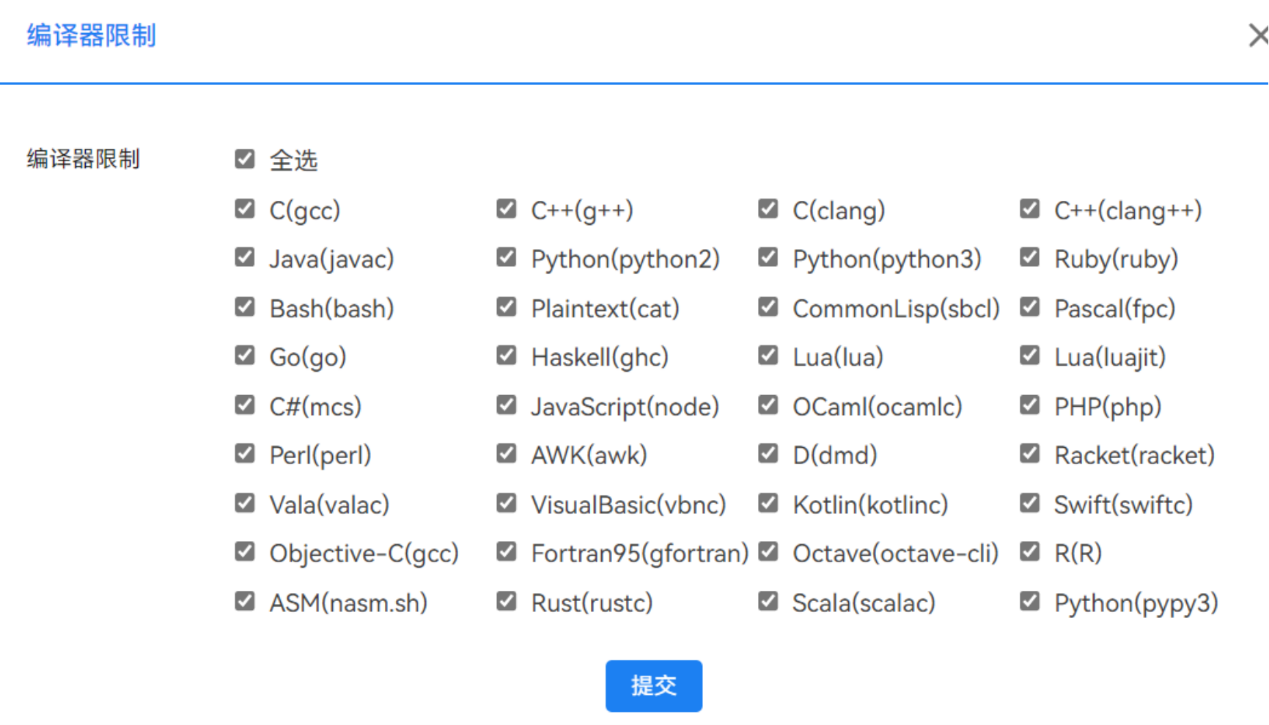 编译器限制
编译器限制
全选
C(gcc) C++(g++) C(clang) C++(clang++)
Java(javac) Python(python2) Python(python3) Ruby(ruby)
Bash(bash) Plaintext(cat) CommonLisp(sbcl) Pascal(fpc)
Go(go) Haskell(ghc) Lua(lua) Lua(luajit)
C#(mcs) JavaScript(node) OCaml(ocamlc) PHP(php)
Perl(perl) AWK(awk) D(dmd) Racket(racket)
Vala(valac) VisualBasic(vbnc) Kotlin(kotlinc) Swift(swiftc)
Objective-C(gcc) Fortran95(gfortran) Octave(octave-cli) R(R)
ASM(nasm.sh) Rust(rustc) Scala(scalac) Python(pypy3)
提交